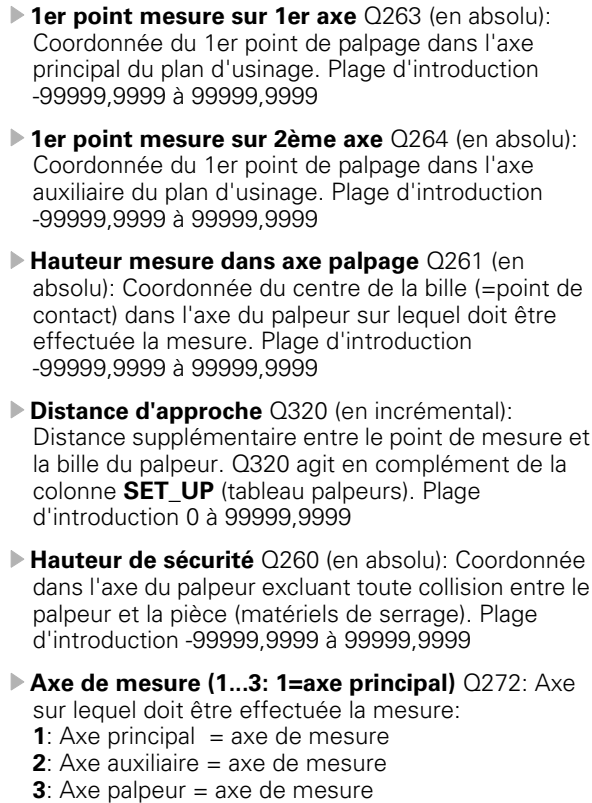 1er point mesure sur 1er axe Q263 (en absolu):
Coordonnée du 1er point de palpage dans l'axe
principal du plan d'usinage. Plage d'introduction
-99999,9999 à 99999,9999
1er point mesure sur 2ème axe Q264 (en absolu):
Coordonnée du 1er point de palpage dans l'axe
auxiliaire du plan d'usinage. Plage d'introduction
-99999,9999 à 99999,9999
Hauteur mesure dans axe palpage Q261 (en
absolu): Coordonnée du centre de la bille (=point de
contact) dans l'axe du palpeur sur lequel doit être
effectuée la mesure. Plage d'introduction
-99999,9999 à 99999,9999
Distance d'approche Q320 (en incrémental):
Distance supplémentaire entre le point de mesure et
la bille du palpeur. Q320 agit en complément de la
colonne SET_UP (tableau palpeurs). Plage
d'introduction 0 à 99999,9999
Hauteur de sécurité Q260 (en absolu): Coordonnée
dans l'axe du palpeur excluant toute collision entre le
palpeur et la pièce (matériels de serrage). Plage
d'introduction -99999,9999 à 99999,9999
Axe de mesure (1...3: 1=axe principal) Q272: Axe
sur lequel doit être effectuée la mesure:
1: Axe principal = axe de mesure
2: Axe auxiliaire = axe de mesure
3: Axe palpeur = axe de mesure